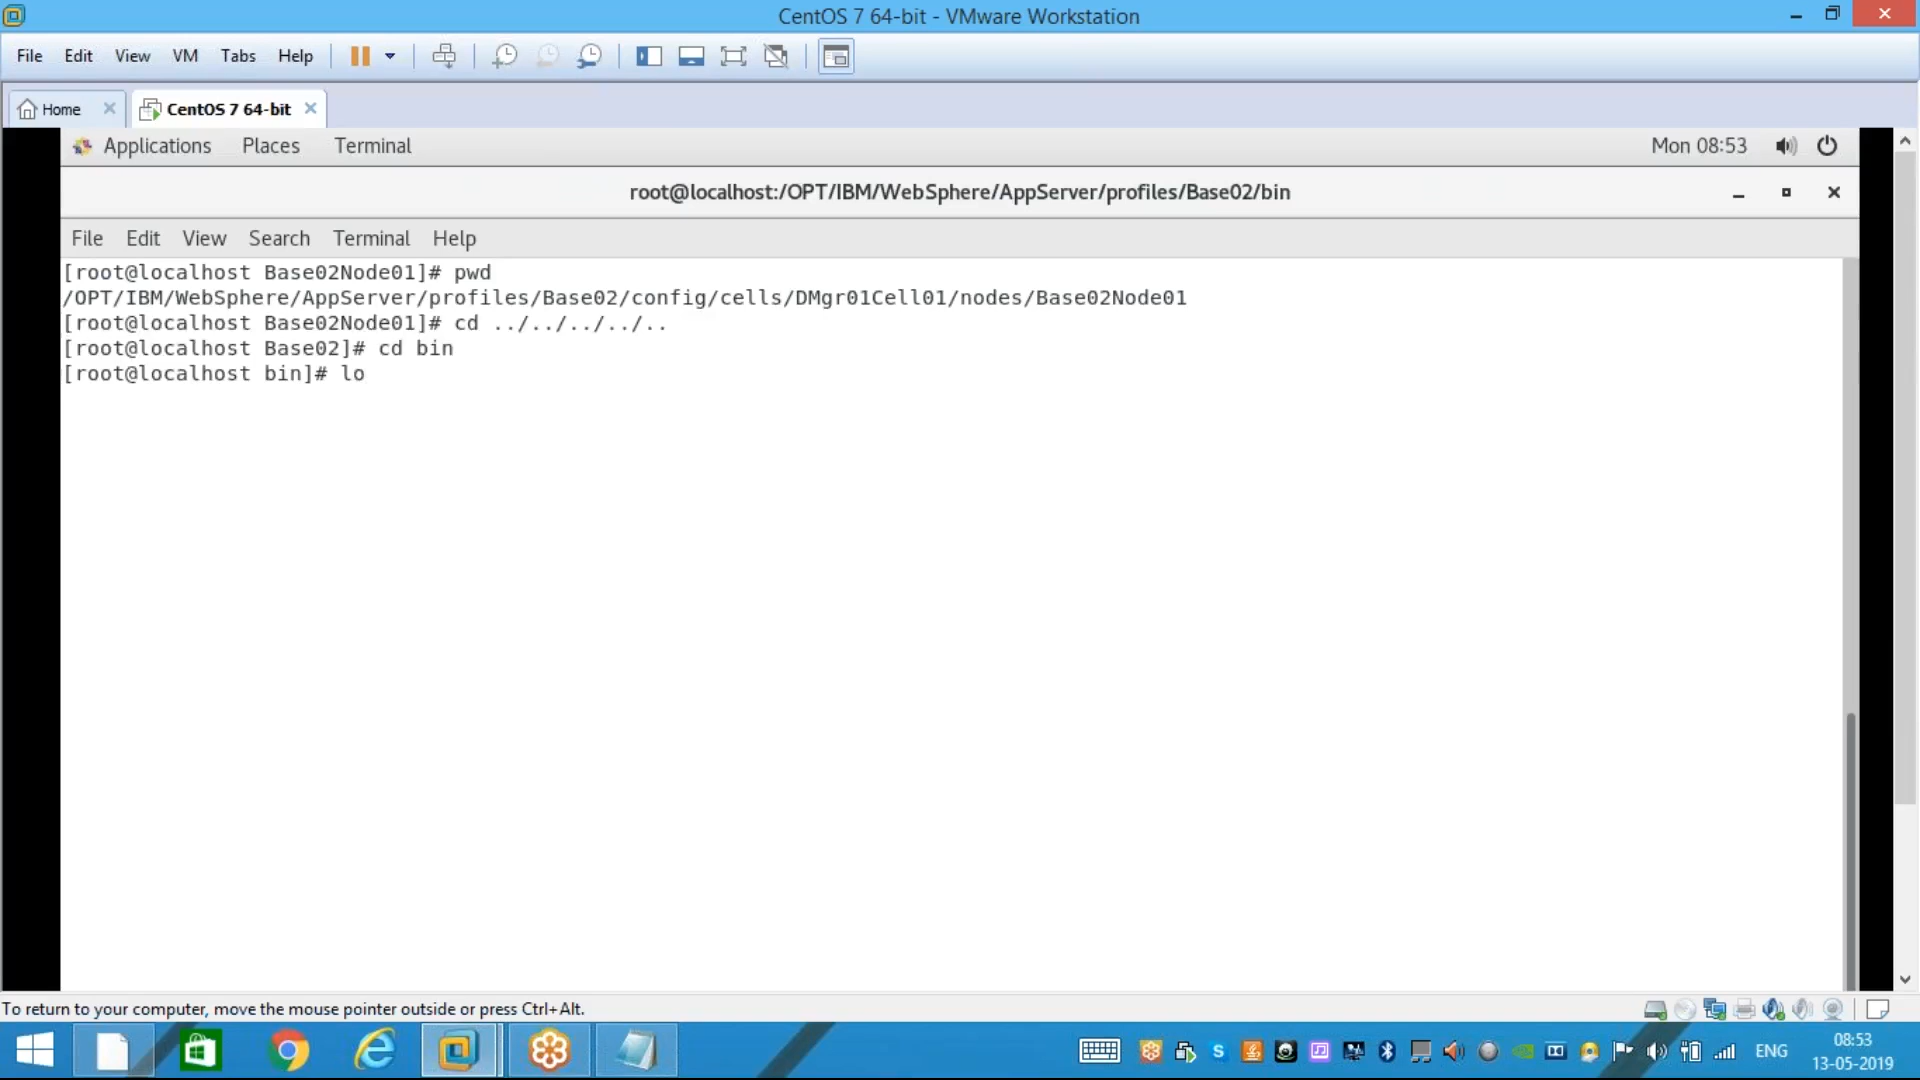 CentOS 7 64-bit - VMware Workstation
File Edit View VM Tabs Help
Home CentOS 7 64-bit
Applications Places Terminal Mon 08:53
root@localhost:/OPT/IBM/WebSphere/AppServer/profiles/Base02/bin
File Edit View Search Terminal Help
[root@localhost Base02Node01]# pwd
/OPT/IBM/WebSphere/AppServer/profiles/Base02/config/cells/DMgr01Cell01/nodes/Base02Node01
[root@localhost Base02Node01]# cd ../../../../..
[root@localhost Base02]# cd bin
[root@localhost bin]# lo
To return to your computer, move the mouse pointer outside or press Ctrl+Alt.
ENG
08:53
13-05-2019